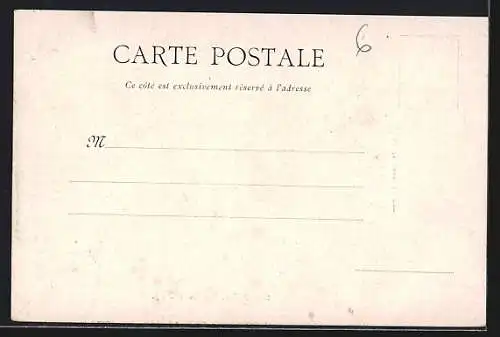 CARTE POSTALE
6
Ce côté est exclusivement réservé à l'adresse
M